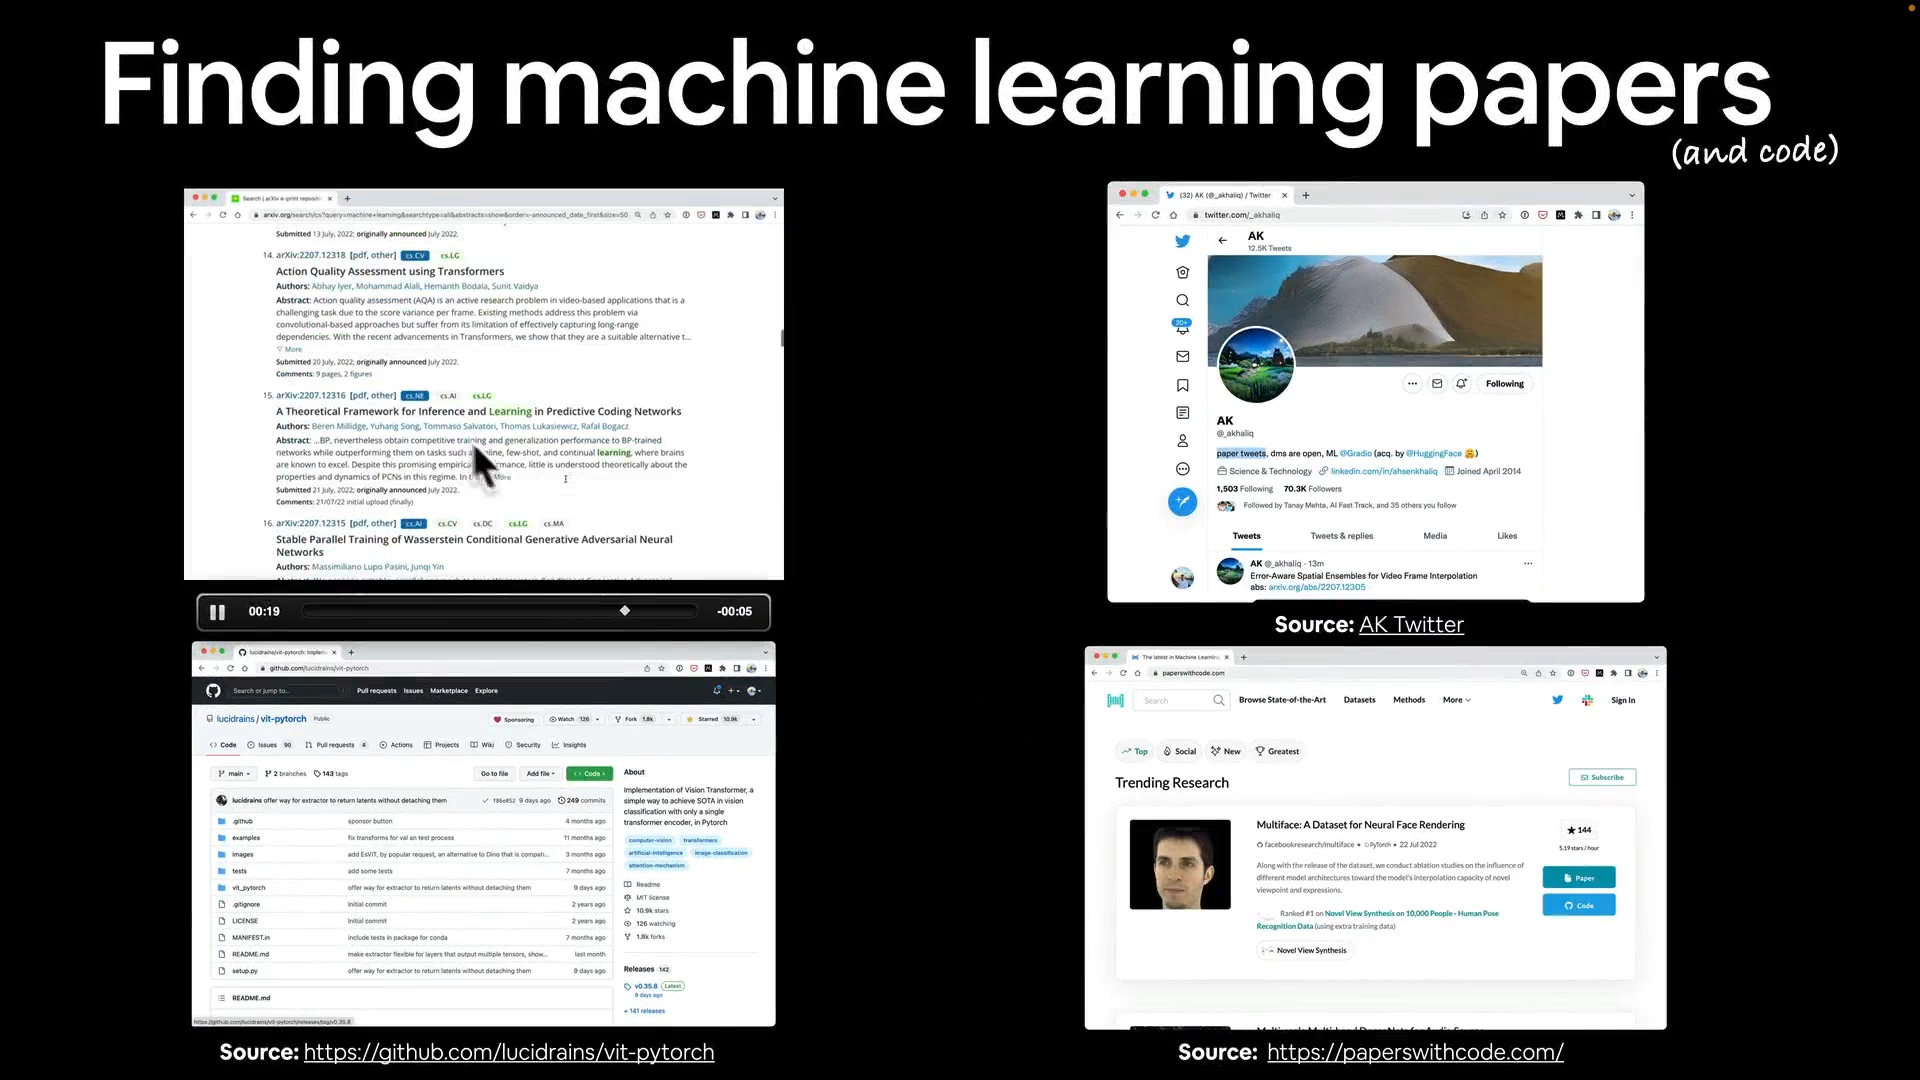 Finding machine learning papers
(and code)
Search | arXiv e-print reposit
arxiv.org/search/cs?query=machine+learning&searchtype=all&abstracts=show&order=-announced_date_first&size=50
Submitted 13 July, 2022; originally announced July 2022.
14. arXiv:2207.12318 [pdf, other] cs.CV cs.LG
Action Quality Assessment using Transformers
Authors: Abhay Iyer, Mohammad Alali, Hemanth Bodala, Sunit Vaidya
Abstract: Action quality assessment (AQA) is an active research problem in video-based applications that is a
challenging task due to the score variance per frame. Existing methods address this problem via
convolutional-based approaches but suffer from its limitation of effectively capturing long-range
dependencies. With the recent advancements in Transformers, we show that they are a suitable alternative t...
▽ More
Submitted 20 July, 2022; originally announced July 2022.
Comments: 9 pages, 2 figures
15. arXiv:2207.12316 [pdf, other] cs.NE cs.AI cs.LG
A Theoretical Framework for Inference and Learning in Predictive Coding Networks
Authors: Beren Millidge, Yuhang Song, Tommaso Salvatori, Thomas Lukasiewicz, Rafal Bogacz
Abstract: ...BP, nevertheless obtain competitive training and generalization performance to BP-trained
networks while outperforming them on tasks such online, few-shot, and continual learning, where brains
are known to excel. Despite this promising empirical performance, little is understood theoretically about the
properties and dynamics of PCNs in this regime. In More
Submitted 21 July, 2022; originally announced July 2022.
Comments: 21/07/22 initial upload (finally)
16. arXiv:2207.12315 [pdf, other] cs.AI cs.CV cs.DC cs.LG cs.MA
Stable Parallel Training of Wasserstein Conditional Generative Adversarial Neural
Networks
Authors: Massimiliano Lupo Pasini, Junqi Yin
00:19 -00:05
(32) AK (@_akhaliq) / Twitter
twitter.com/_akhaliq
AK
12.5K Tweets
20+
Following
AK
@_akhaliq
paper tweets, dms are open, ML @Gradio (acq. by @HuggingFace 🤗)
Science & Technology linkedin.com/in/ahsenkhaliq Joined April 2014
1,503 Following 70.3K Followers
Followed by Tanay Mehta, AI Fast Track, and 35 others you follow
Tweets Tweets & replies Media Likes
AK @_akhaliq · 13m
Error-Aware Spatial Ensembles for Video Frame Interpolation
abs: arxiv.org/abs/2207.12305
Source: AK Twitter
lucidrains/vit-pytorch: Implem
github.com/lucidrains/vit-pytorch
Search or jump to... / Pull requests Issues Marketplace Explore
lucidrains / vit-pytorch Public
Sponsoring Watch 126 Fork 1.8k Starred 10.9k
Code Issues 90 Pull requests 4 Actions Projects Wiki Security Insights
main 2 branches 143 tags Go to file Add file Code
lucidrains offer way for extractor to return latents without detaching them f86e052 9 days ago 249 commits
.github sponsor button 4 months ago
examples fix transforms for val an test process 11 months ago
images add EsViT, by popular request, an alternative to Dino that is compati... 3 months ago
tests add some tests 7 months ago
vit_pytorch offer way for extractor to return latents without detaching them 9 days ago
.gitignore Initial commit 2 years ago
LICENSE Initial commit 2 years ago
MANIFEST.in include tests in package for conda 7 months ago
README.md make extractor flexible for layers that output multiple tensors, show... last month
setup.py offer way for extractor to return latents without detaching them 9 days ago
README.md
https://github.com/lucidrains/vit-pytorch/releases/tag/v0.35.8
About
Implementation of Vision Transformer, a
simple way to achieve SOTA in vision
classification with only a single
transformer encoder, in Pytorch
computer-vision transformers
artificial-intelligence image-classification
attention-mechanism
Readme
MIT license
10.9k stars
126 watching
1.8k forks
Releases 142
v0.35.8 Latest
9 days ago
+ 141 releases
Source: https://github.com/lucidrains/vit-pytorch
The latest in Machine Learning
paperswithcode.com
Search Browse State-of-the-Art Datasets Methods More Sign In
Top Social New Greatest
Trending Research
Subscribe
Multiface: A Dataset for Neural Face Rendering
facebookresearch/multiface • PyTorch • 22 Jul 2022
Along with the release of the dataset, we conduct ablation studies on the influence of
different model architectures toward the model's interpolation capacity of novel
viewpoint and expressions.
Ranked #1 on Novel View Synthesis on 10,000 People - Human Pose
Recognition Data (using extra training data)
Novel View Synthesis
144
5.19 stars / hour
Paper
Code
Source: https://paperswithcode.com/